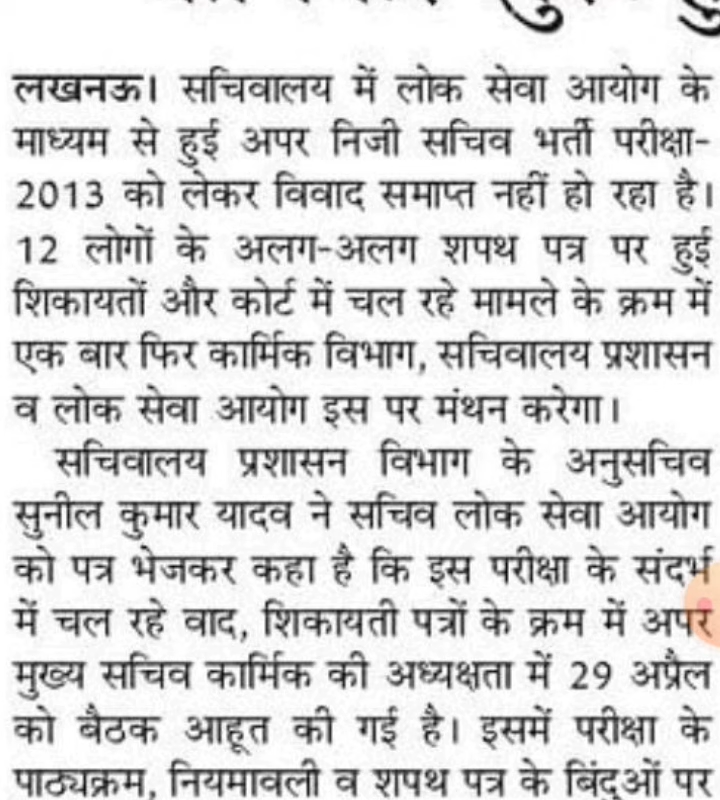 लखनऊ। सचिवालय में लोक सेवा आयोग के
माध्यम से हुई अपर निजी सचिव भर्ती परीक्षा-
2013 को लेकर विवाद समाप्त नहीं हो रहा है।
12 लोगों के अलग-अलग शपथ पत्र पर हुई
शिकायतों और कोर्ट में चल रहे मामले के क्रम में
एक बार फिर कार्मिक विभाग, सचिवालय प्रशासन
व लोक सेवा आयोग इस पर मंथन करेगा।
सचिवालय प्रशासन विभाग के अनुसचिव
सुनील कुमार यादव ने सचिव लोक सेवा आयोग
को पत्र भेजकर कहा है कि इस परीक्षा के संदर्भ
में चल रहे वाद, शिकायती पत्रों के क्रम में अपर
मुख्य सचिव कार्मिक की अध्यक्षता में 29 अप्रैल
को बैठक आहूत की गई है। इसमें परीक्षा के
पाठ्यक्रम, नियमावली व शपथ पत्र के बिंदुओं पर